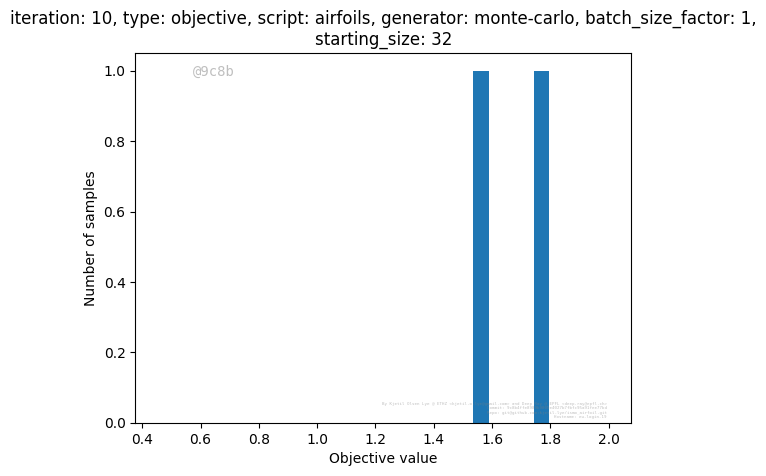 iteration: 10, type: objective, script: airfoils, generator: monte-carlo, batch_size_factor: 1,
starting_size: 32
@9c8b
1.0
0.8
0.6
0.4
0.2
0.0
Number of samples
0.4 0.6 0.8 1.0 1.2 1.4 1.6 1.8 2.0
Objective value